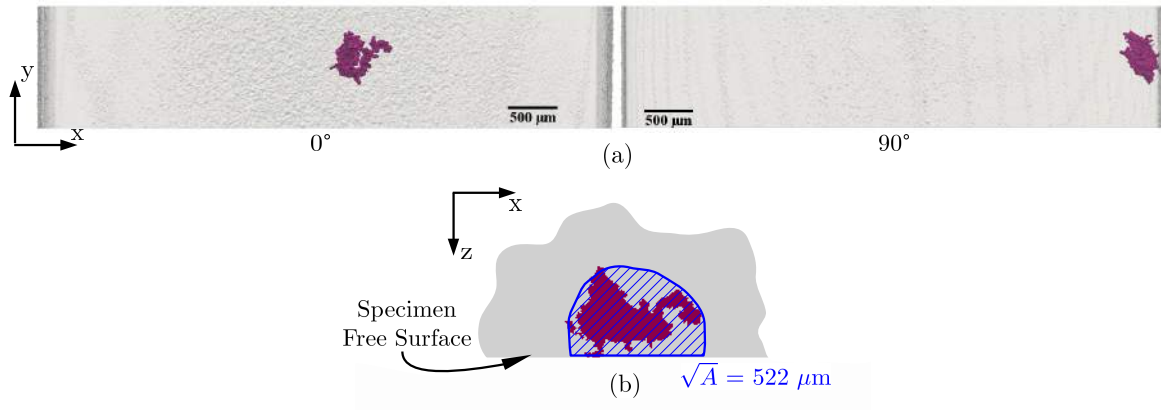 y
x
500 µm
500 µm
0°
90°
(a)
x
z
Specimen
Free Surface
√A = 522 µm
(b)